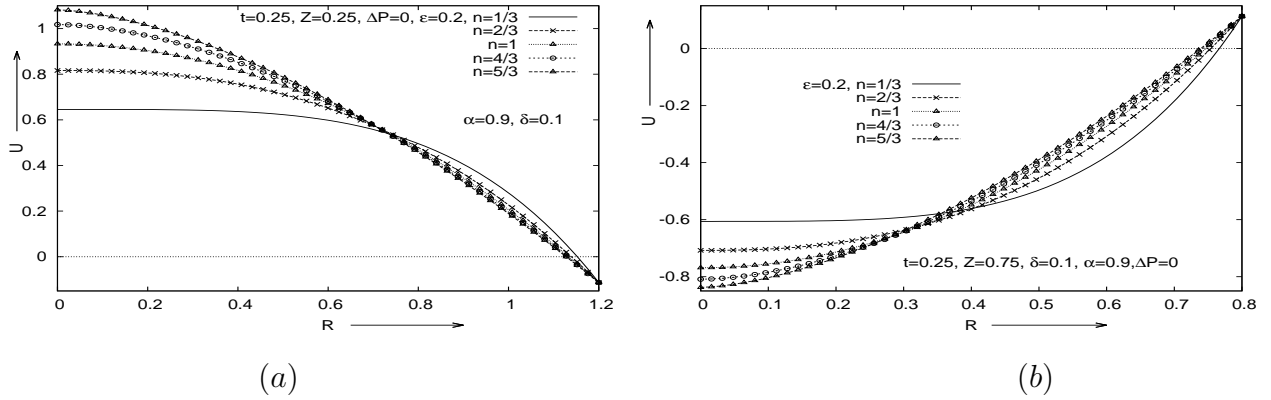 t=0.25, Z=0.25, ΔP=0, ε=0.2, n=1/3
n=2/3
n=1
n=4/3
n=5/3
α=0.9, δ=0.1
1
0.8
0.6
0.4
0.2
0
U
0 0.2 0.4 0.6 0.8 1 1.2
R
(a)
ε=0.2, n=1/3
n=2/3
n=1
n=4/3
n=5/3
t=0.25, Z=0.75, δ=0.1, α=0.9,ΔP=0
0
-0.2
-0.4
-0.6
-0.8
U
0 0.1 0.2 0.3 0.4 0.5 0.6 0.7 0.8
R
(b)